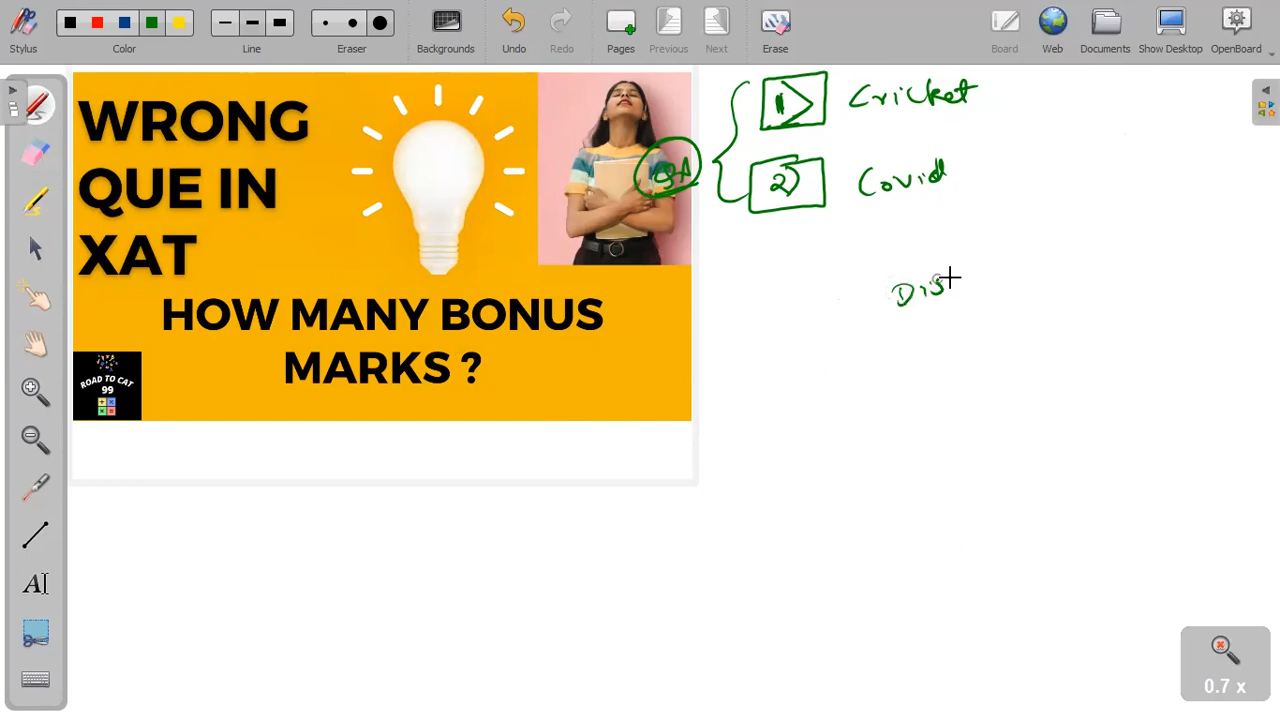 Stylus
Color
Line
Eraser
Backgrounds
Undo
Redo
Pages
Previous
Next
Erase
Board
Web
Documents
Show Desktop
OpenBoard
WRONG
QUE IN
XAT
HOW MANY BONUS
MARKS ?
ROAD TO CAT
99
1) Cricket
2) Covid
Dis
AI
0.7 x